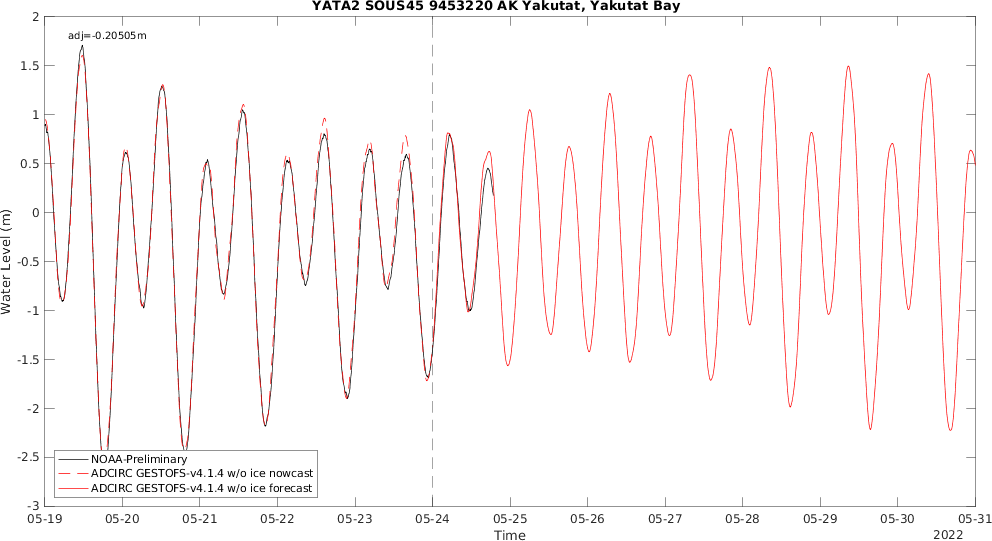 YATA2 SOUS45 9453220 AK Yakutat, Yakutat Bay
adj=-0.20505m
2
1.5
1
0.5
0
-0.5
-1
-1.5
-2
-2.5
-3
Water Level (m)
NOAA-Preliminary
ADCIRC GESTOFS-v4.1.4 w/o ice nowcast
ADCIRC GESTOFS-v4.1.4 w/o ice forecast
05-19 05-20 05-21 05-22 05-23 05-24 05-25 05-26 05-27 05-28 05-29 05-30 05-31
Time
2022